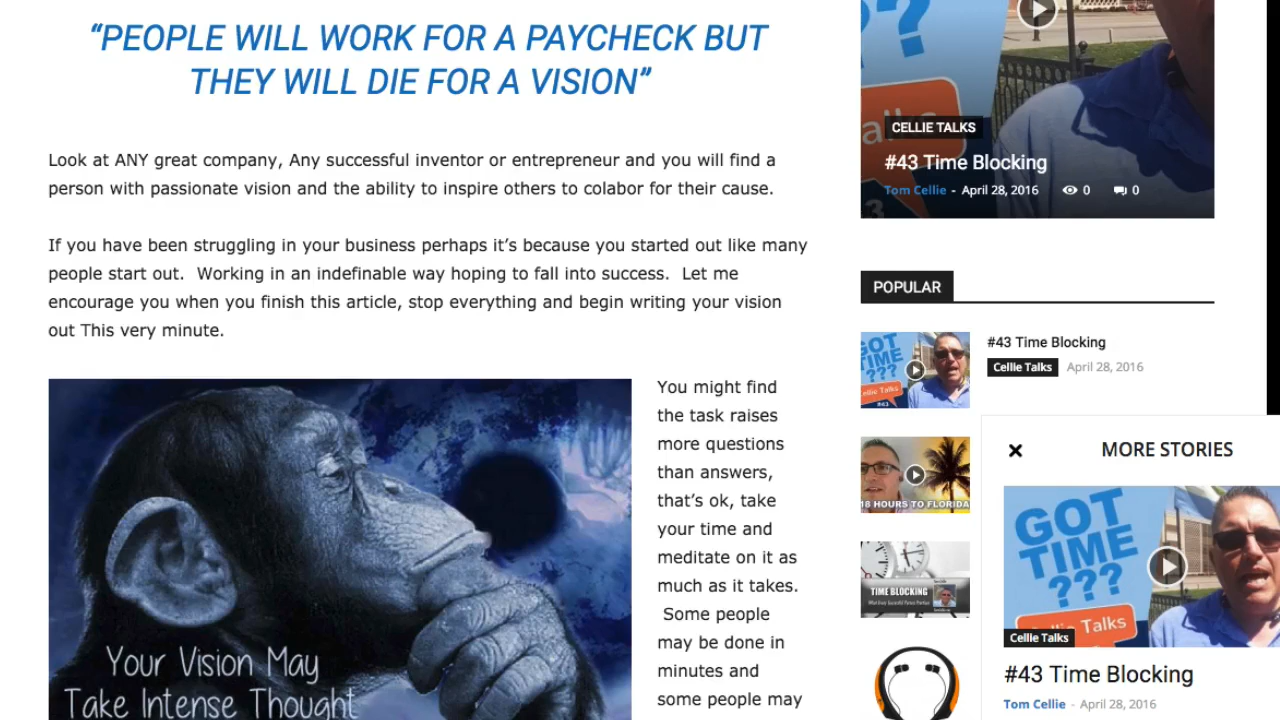 “PEOPLE WILL WORK FOR A PAYCHECK BUT
THEY WILL DIE FOR A VISION”
Look at ANY great company, Any successful inventor or entrepreneur and you will find a
person with passionate vision and the ability to inspire others to colabor for their cause.
If you have been struggling in your business perhaps it’s because you started out like many
people start out.  Working in an indefinable way hoping to fall into success.  Let me
encourage you when you finish this article, stop everything and begin writing your vision
out This very minute.
Your Vision May
Take Intense Thought
You might find
the task raises
more questions
than answers,
that’s ok, take
your time and
meditate on it as
much as it takes.
Some people
may be done in
minutes and
some people may
??
alks
3
CELLIE TALKS
#43 Time Blocking
Tom Cellie - April 28, 2016 0 0
POPULAR
GOT
TIME
???
Cellie Talks
#43
#43 Time Blocking
Cellie Talks April 28, 2016
18 HOURS TO FLORIDA
TIME BLOCKING
MORE STORIES
GOT
TIME
???
Cellie Talks
Cellie Talks
#43 Time Blocking
Tom Cellie - April 28, 2016